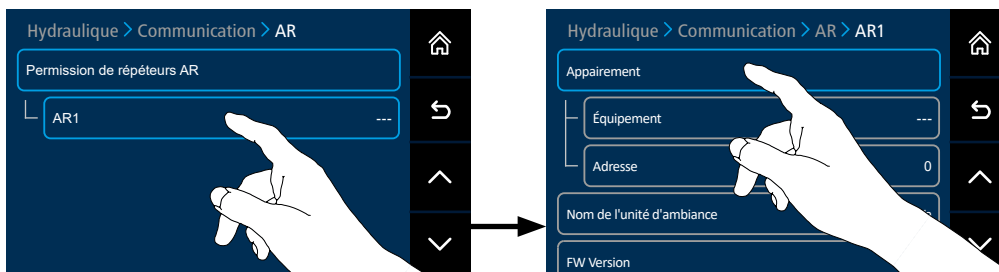 Hydraulique > Communication > AR
Permission de répéteurs AR
AR1 ---
Hydraulique > Communication > AR > AR1
Appairement
Équipement ---
Adresse 0
Nom de l'unité d'ambiance
FW Version